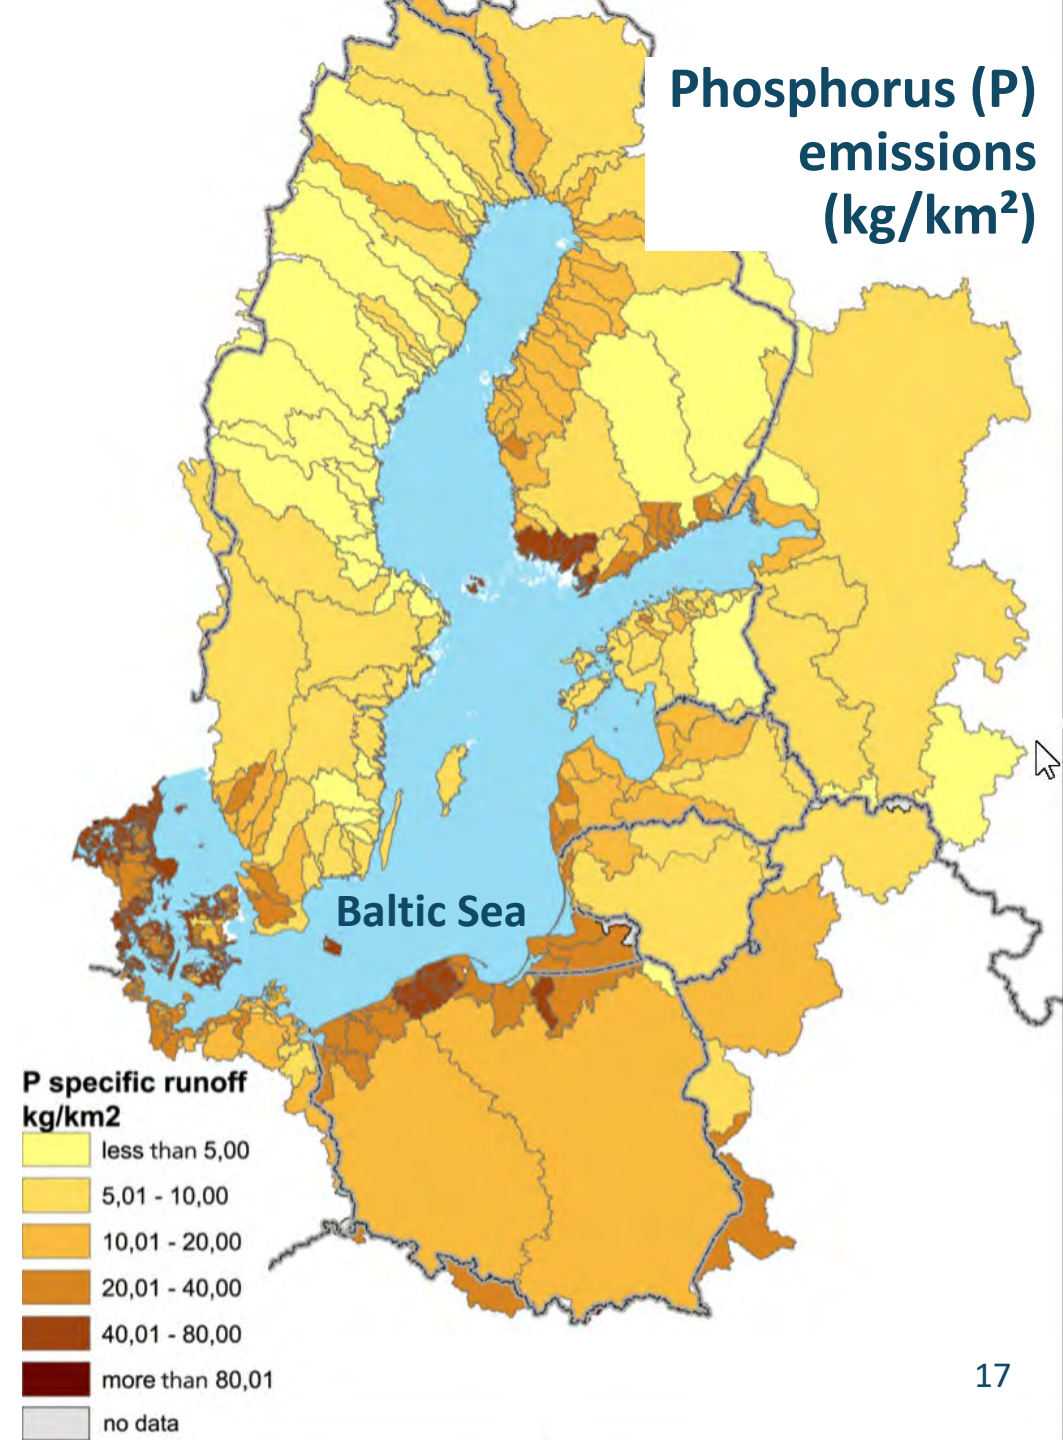 Phosphorus (P)
emissions
(kg/km²)
Baltic Sea
P specific runoff
kg/km2
less than 5,00
5,01 - 10,00
10,01 - 20,00
20,01 - 40,00
40,01 - 80,00
more than 80,01
no data
17